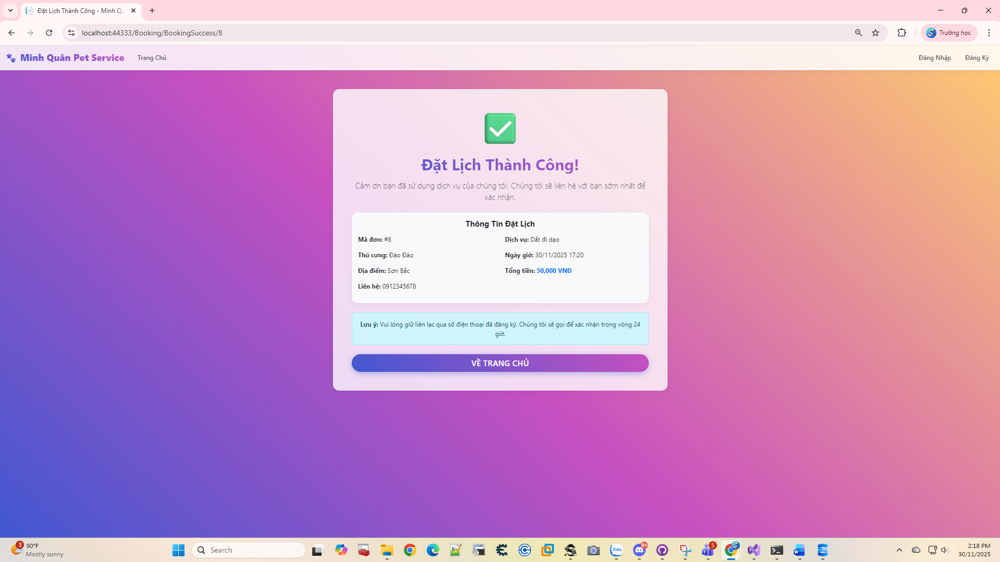 Đặt Lịch Thành Công - Minh Qu
localhost:44333/Booking/BookingSuccess/8
Trường học
Minh Quân Pet Service
Trang Chủ
Đăng Nhập
Đăng Ký
Đặt Lịch Thành Công!
Cảm ơn bạn đã sử dụng dịch vụ của chúng tôi. Chúng tôi sẽ liên hệ với bạn sớm nhất để
xác nhận.
Thông Tin Đặt Lịch
Mã đơn: #8
Dịch vụ: Dắt đi dạo
Thú cưng: Đào Đào
Ngày giờ: 30/11/2025 17:20
Địa điểm: Sơn Bắc
Tổng tiền: 50,000 VNĐ
Liên hệ: 0912345678
Lưu ý: Vui lòng giữ liên lạc qua số điện thoại đã đăng ký. Chúng tôi sẽ gọi để xác nhận trong vòng 24
giờ.
VỀ TRANG CHỦ
3
90°F
Mostly sunny
Search
Zalo
9+
5
2:18 PM
30/11/2025